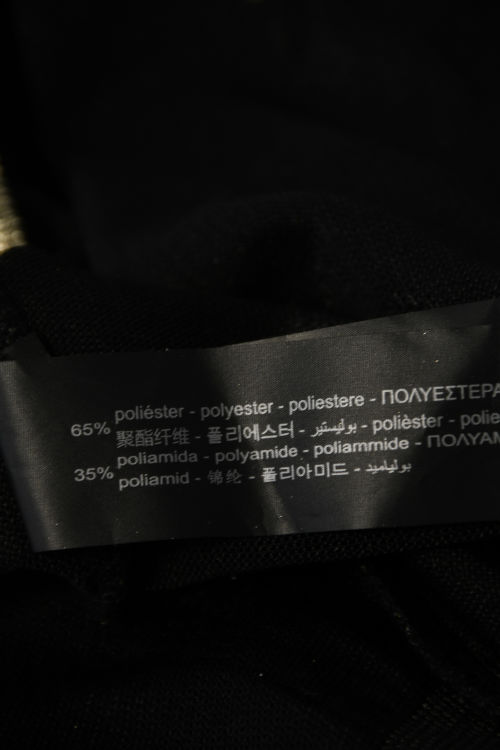 65% poliéster - polyester - poliestere - ΠΟΛΥΕΣΤΕΡΑ
聚酯纤维 - 폴리에스터 - بوليستير - polièster - polie
35% poliamida - polyamide - poliammide - ΠΟΛΥΑΜ
poliamid - 锦纶 - 폴리아미드 - بولياميد